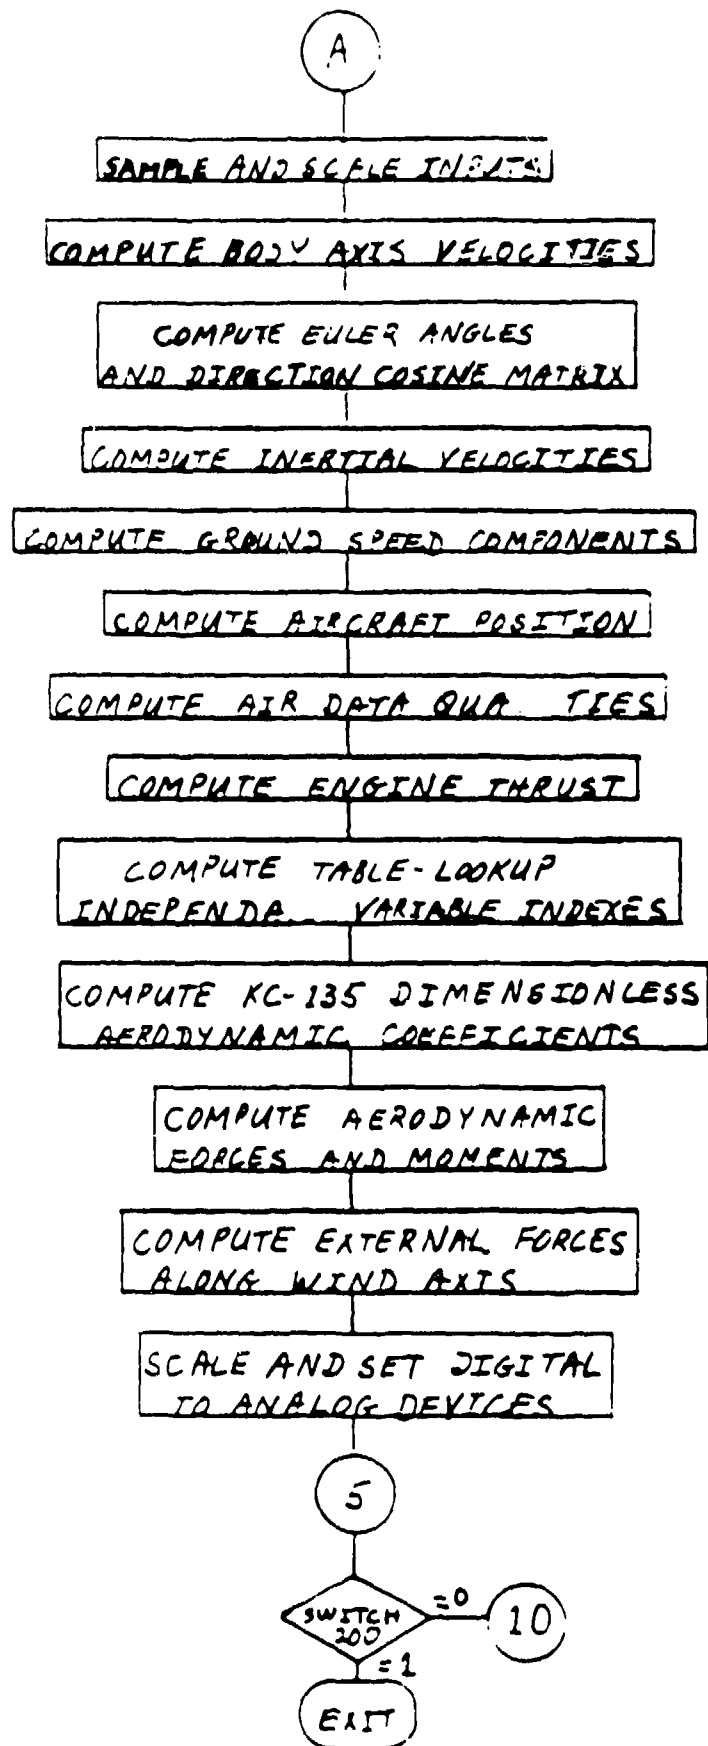 A
SAMPLE AND SCALE INPUTS
COMPUTE BODY AXIS VELOCITIES
COMPUTE EULER ANGLES
AND DIRECTION COSINE MATRIX
COMPUTE INERTIAL VELOCITIES
COMPUTE GROUND SPEED COMPONENTS
COMPUTE AIRCRAFT POSITION
COMPUTE AIR DATA QUA TIES
COMPUTE ENGINE THRUST
COMPUTE TABLE-LOOKUP
INDEPENDA VARIABLE INDEXES
COMPUTE KC-135 DIMENSIONLESS
AERODYNAMIC COEFFICIENTS
COMPUTE AERODYNAMIC
FORCES AND MOMENTS
COMPUTE EXTERNAL FORCES
ALONG WIND AXIS
SCALE AND SET DIGITAL
TO ANALOG DEVICES
5
SWITCH =0 10
200
=1
EXIT